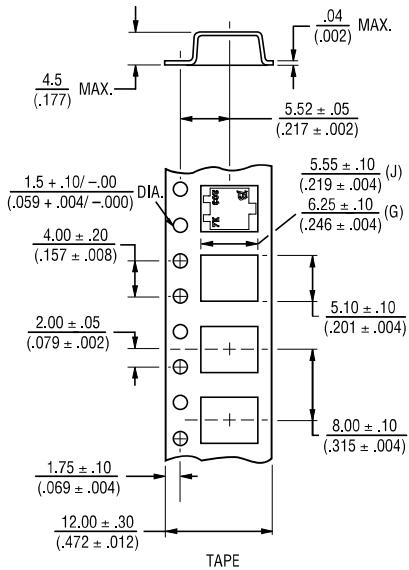 .04 MAX.
(.002)
4.5 MAX.
(.177)
5.52 ± .05
(.217 ± .002)
1.5 + .10/ –.00 DIA.
(.059 + .004/ –.000)
5.55 ± .10 (J)
(.219 ± .004)
6.25 ± .10 (G)
(.246 ± .004)
4.00 ± .20
(.157 ± .008)
5.10 ± .10
(.201 ± .004)
2.00 ± .05
(.079 ± .002)
8.00 ± .10
(.315 ± .004)
1.75 ± .10
(.069 ± .004)
12.00 ± .30
(.472 ± .012)
TAPE